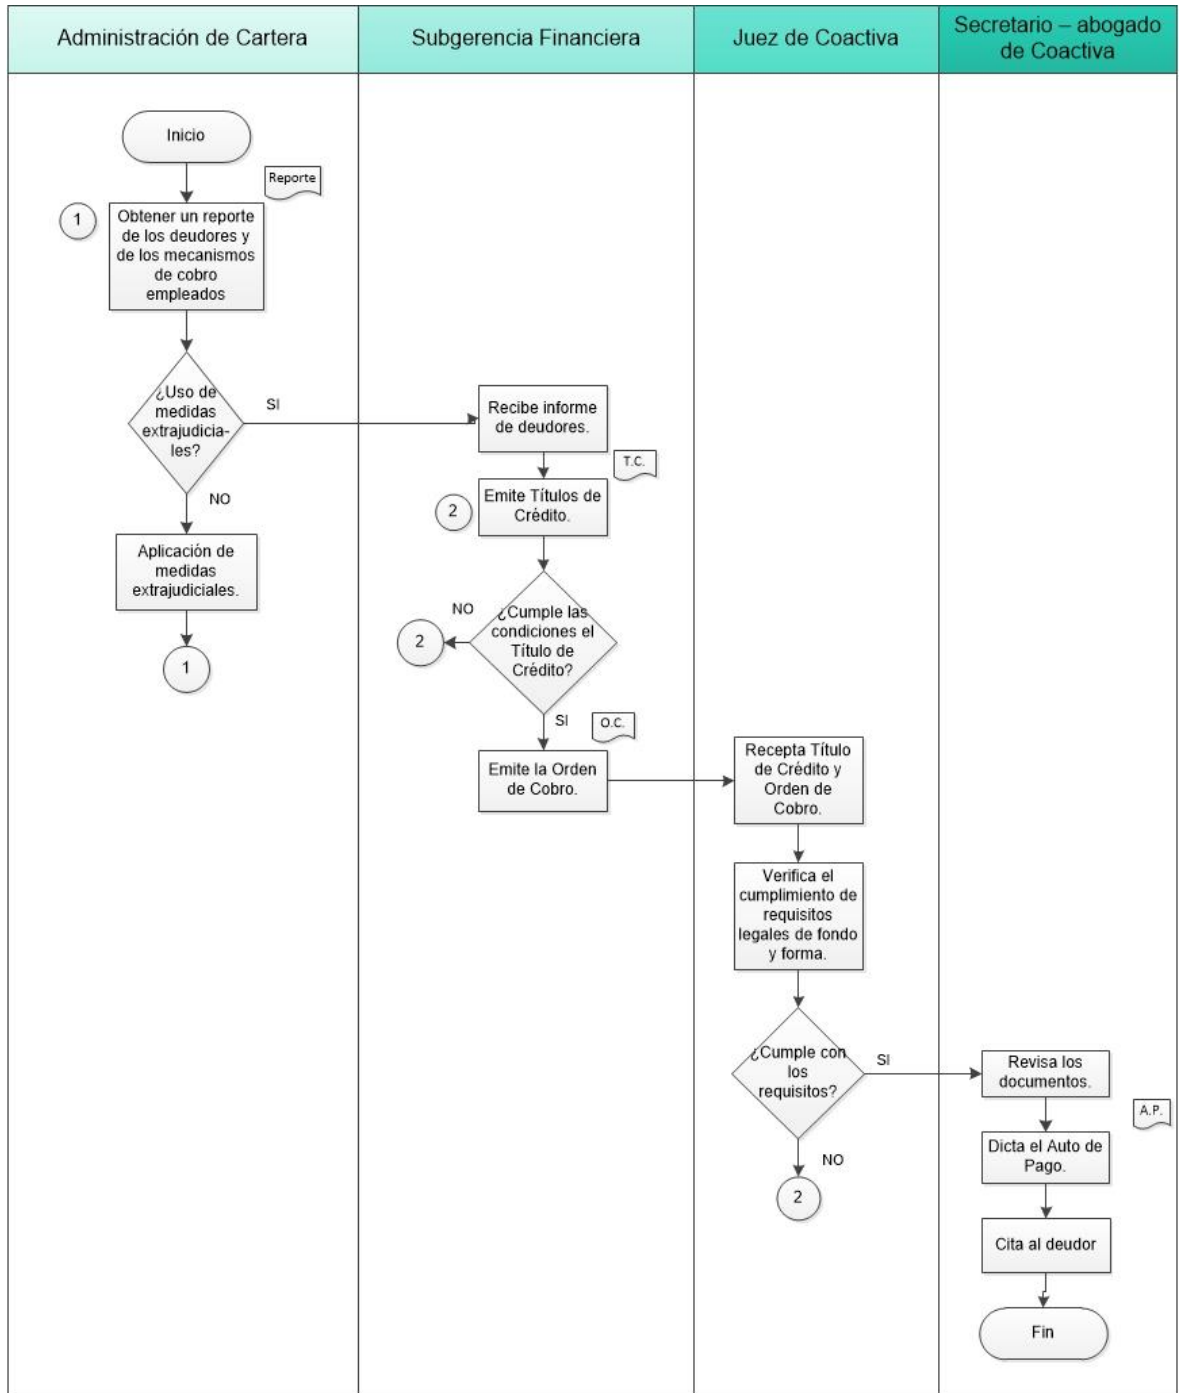 Administración de Cartera
Subgerencia Financiera
Juez de Coactiva
Secretario – abogado
de Coactiva
Inicio
Reporte
1
Obtener un reporte
de los deudores y
de los mecanismos
de cobro
empleados
¿Uso de
medidas
extrajudicia-
les?
SI
NO
Aplicación de
medidas
extrajudiciales.
1
Recibe informe
de deudores.
T.C.
2
Emite Títulos de
Crédito.
¿Cumple las
condiciones el
Título de
Crédito?
NO
2
SI
O.C.
Emite la Orden
de Cobro.
Recepta Título
de Crédito y
Orden de
Cobro.
Verifica el
cumplimiento de
requisitos
legales de fondo
y forma.
¿Cumple con
los
requisitos?
SI
NO
2
Revisa los
documentos.
A.P.
Dicta el Auto de
Pago.
Cita al deudor
Fin